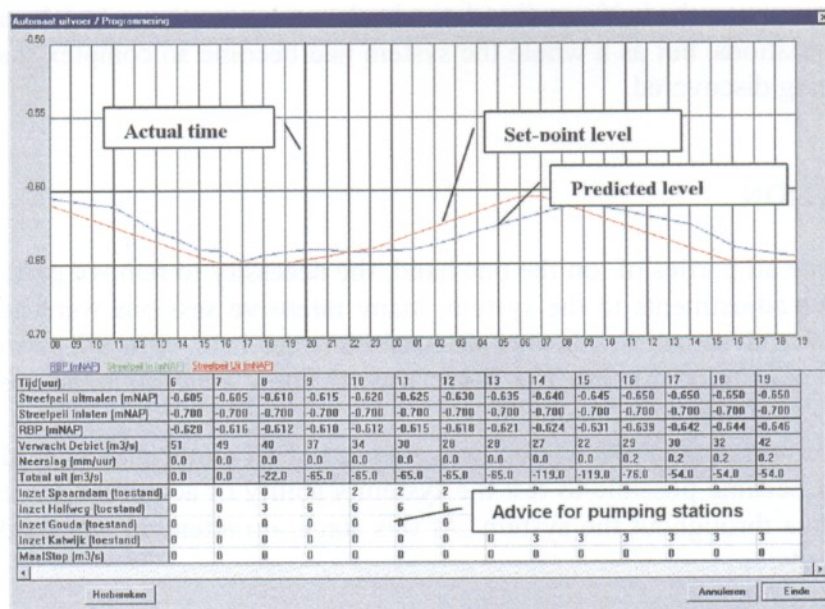 Automaat uitvoer / Programmering
-0.50
-0.55
-0.60
-0.65
-0.70
Actual time
Set-point level
Predicted level
08 09 10 11 12 13 14 15 16 17 18 19 20 21 22 23 00 01 02 03 04 05 06 07 08 09 10 11 12 13 14 15 16 17 18 19
RBP (mNAP) Streefpeil In (mNAP) Streefpeil Uit (mNAP)
Tijd(uur) 6 7 8 9 10 11 12 13 14 15 16 17 18 19
Streefpeil uitmalen (mNAP) -0.605 -0.605 -0.610 -0.615 -0.620 -0.625 -0.630 -0.635 -0.640 -0.645 -0.650 -0.650 -0.650 -0.650
Streefpeil Inlaten (mNAP) -0.700 -0.700 -0.700 -0.700 -0.700 -0.700 -0.700 -0.700 -0.700 -0.700 -0.700 -0.700 -0.700 -0.700
RBP (mNAP) -0.620 -0.616 -0.612 -0.610 -0.612 -0.615 -0.618 -0.621 -0.624 -0.631 -0.639 -0.642 -0.644 -0.646
Verwacht Debiet (m3/s) 51 49 40 37 34 30 28 28 27 22 29 30 32 42
Neerslag (mm/uur) 0.0 0.0 0.0 0.0 0.0 0.0 0.0 0.0 0.0 0.0 0.2 0.2 0.2 0.2
Totaal uit (m3/s) 0.0 0.0 -22.0 -65.0 -65.0 -65.0 -65.0 -65.0 -119.0 -119.0 -76.0 -54.0 -54.0 -54.0
Inzet Spaarndam (toestand) 0 0 0 2 2 2 2
Inzet Halfweg (toestand) 0 0 3 6 6 6 6
Inzet Gouda (toestand) 0 0 0 0 0 0 0
Advice for pumping stations
Inzet Katwijk (toestand) 0 0 0 0 0 0 0 0 3 3 3 3 3 3
MaalStop (m3/s) 0 0 0 0 0 0 0 0 0 0 0 0 0 0
Herberekenen
Annuleren
Einde